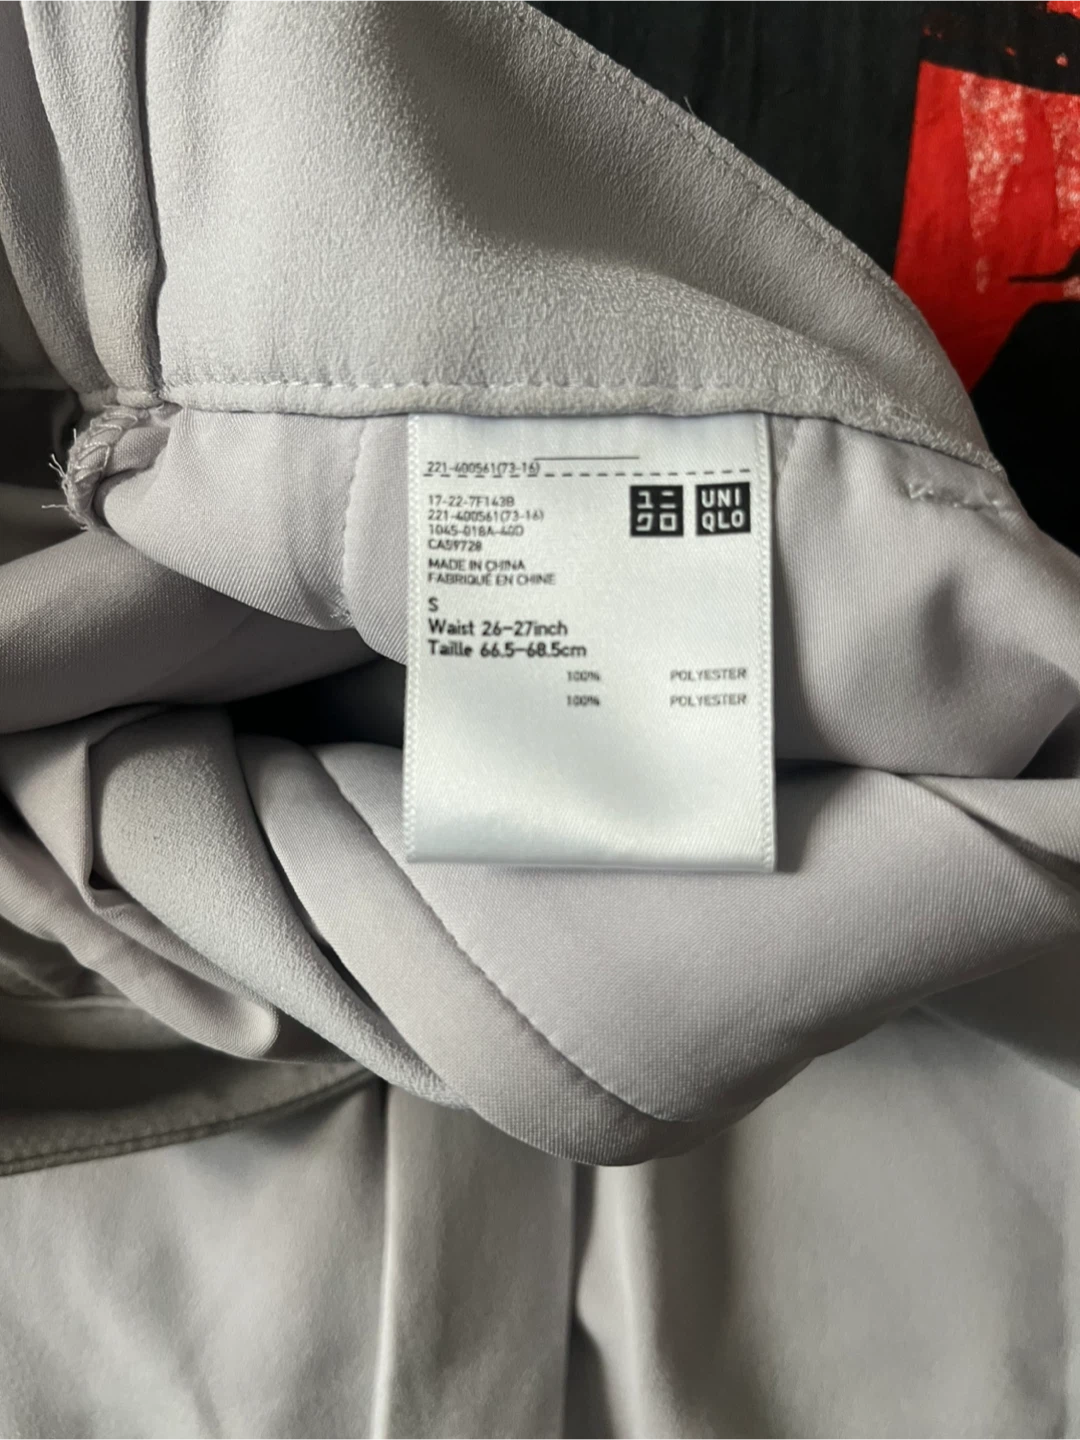 221-400561(73-16)
17-22-7F143B
221-400561(73-16)
1045-018A-40D
CA59728
MADE IN CHINA
FABRIQUÉ EN CHINE
ユニ
クロ
UNI
QLO
S
Waist 26-27inch
Taille 66.5-68.5cm
100% POLYESTER
100% POLYESTER